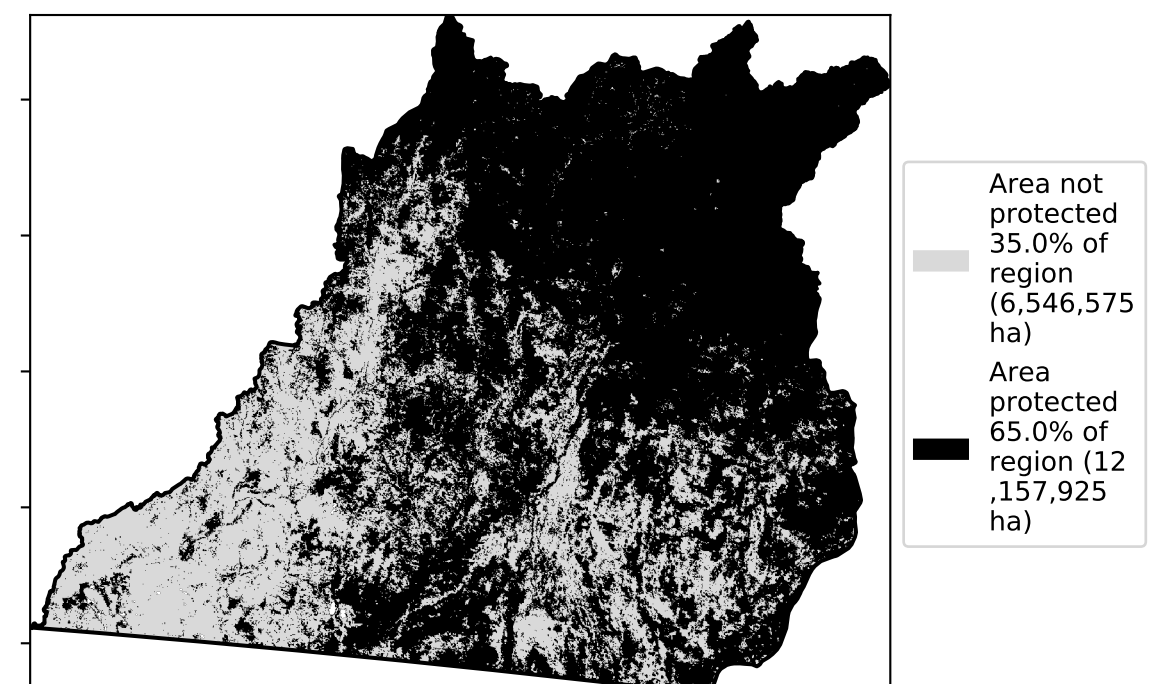 Area not
protected
35.0% of
region
(6,546,575
ha)
Area
protected
65.0% of
region (12
,157,925
ha)